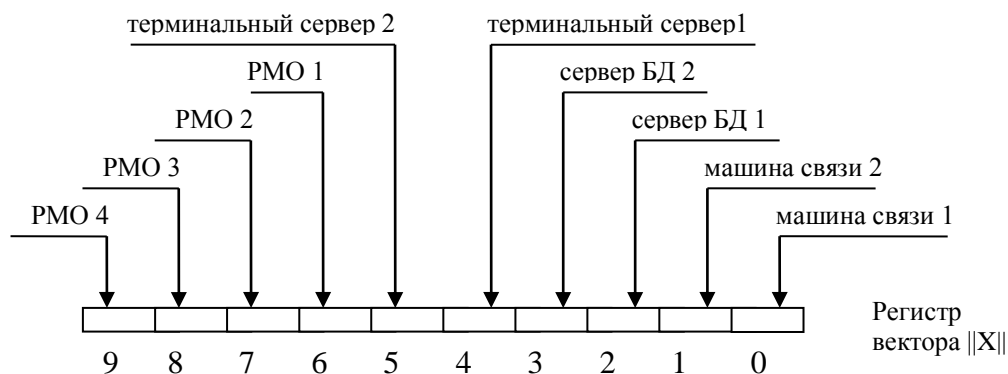 терминальный сервер 2
терминальный сервер1
РМО 1
сервер БД 2
РМО 2
сервер БД 1
РМО 3
машина связи 2
РМО 4
машина связи 1
Регистр
вектора ||X||
9 8 7 6 5 4 3 2 1 0